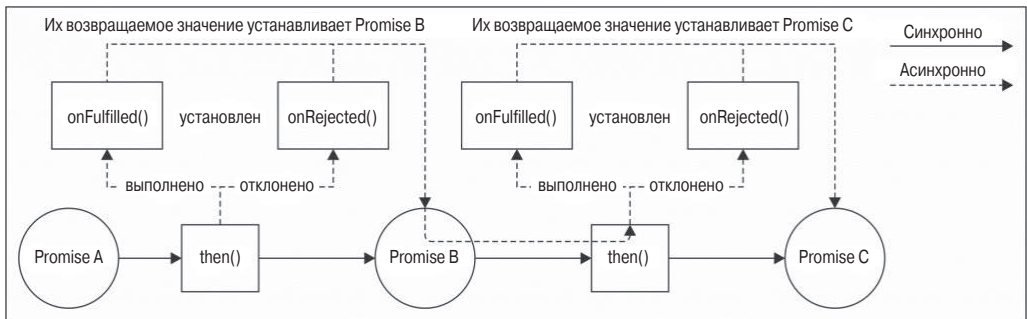 Их возвращаемое значение устанавливает Promise B
Их возвращаемое значение устанавливает Promise C
Синхронно
Асинхронно
onFulfilled()
установлен
onRejected()
onFulfilled()
установлен
onRejected()
выполнено
отклонено
выполнено
отклонено
Promise A
then()
Promise B
then()
Promise C